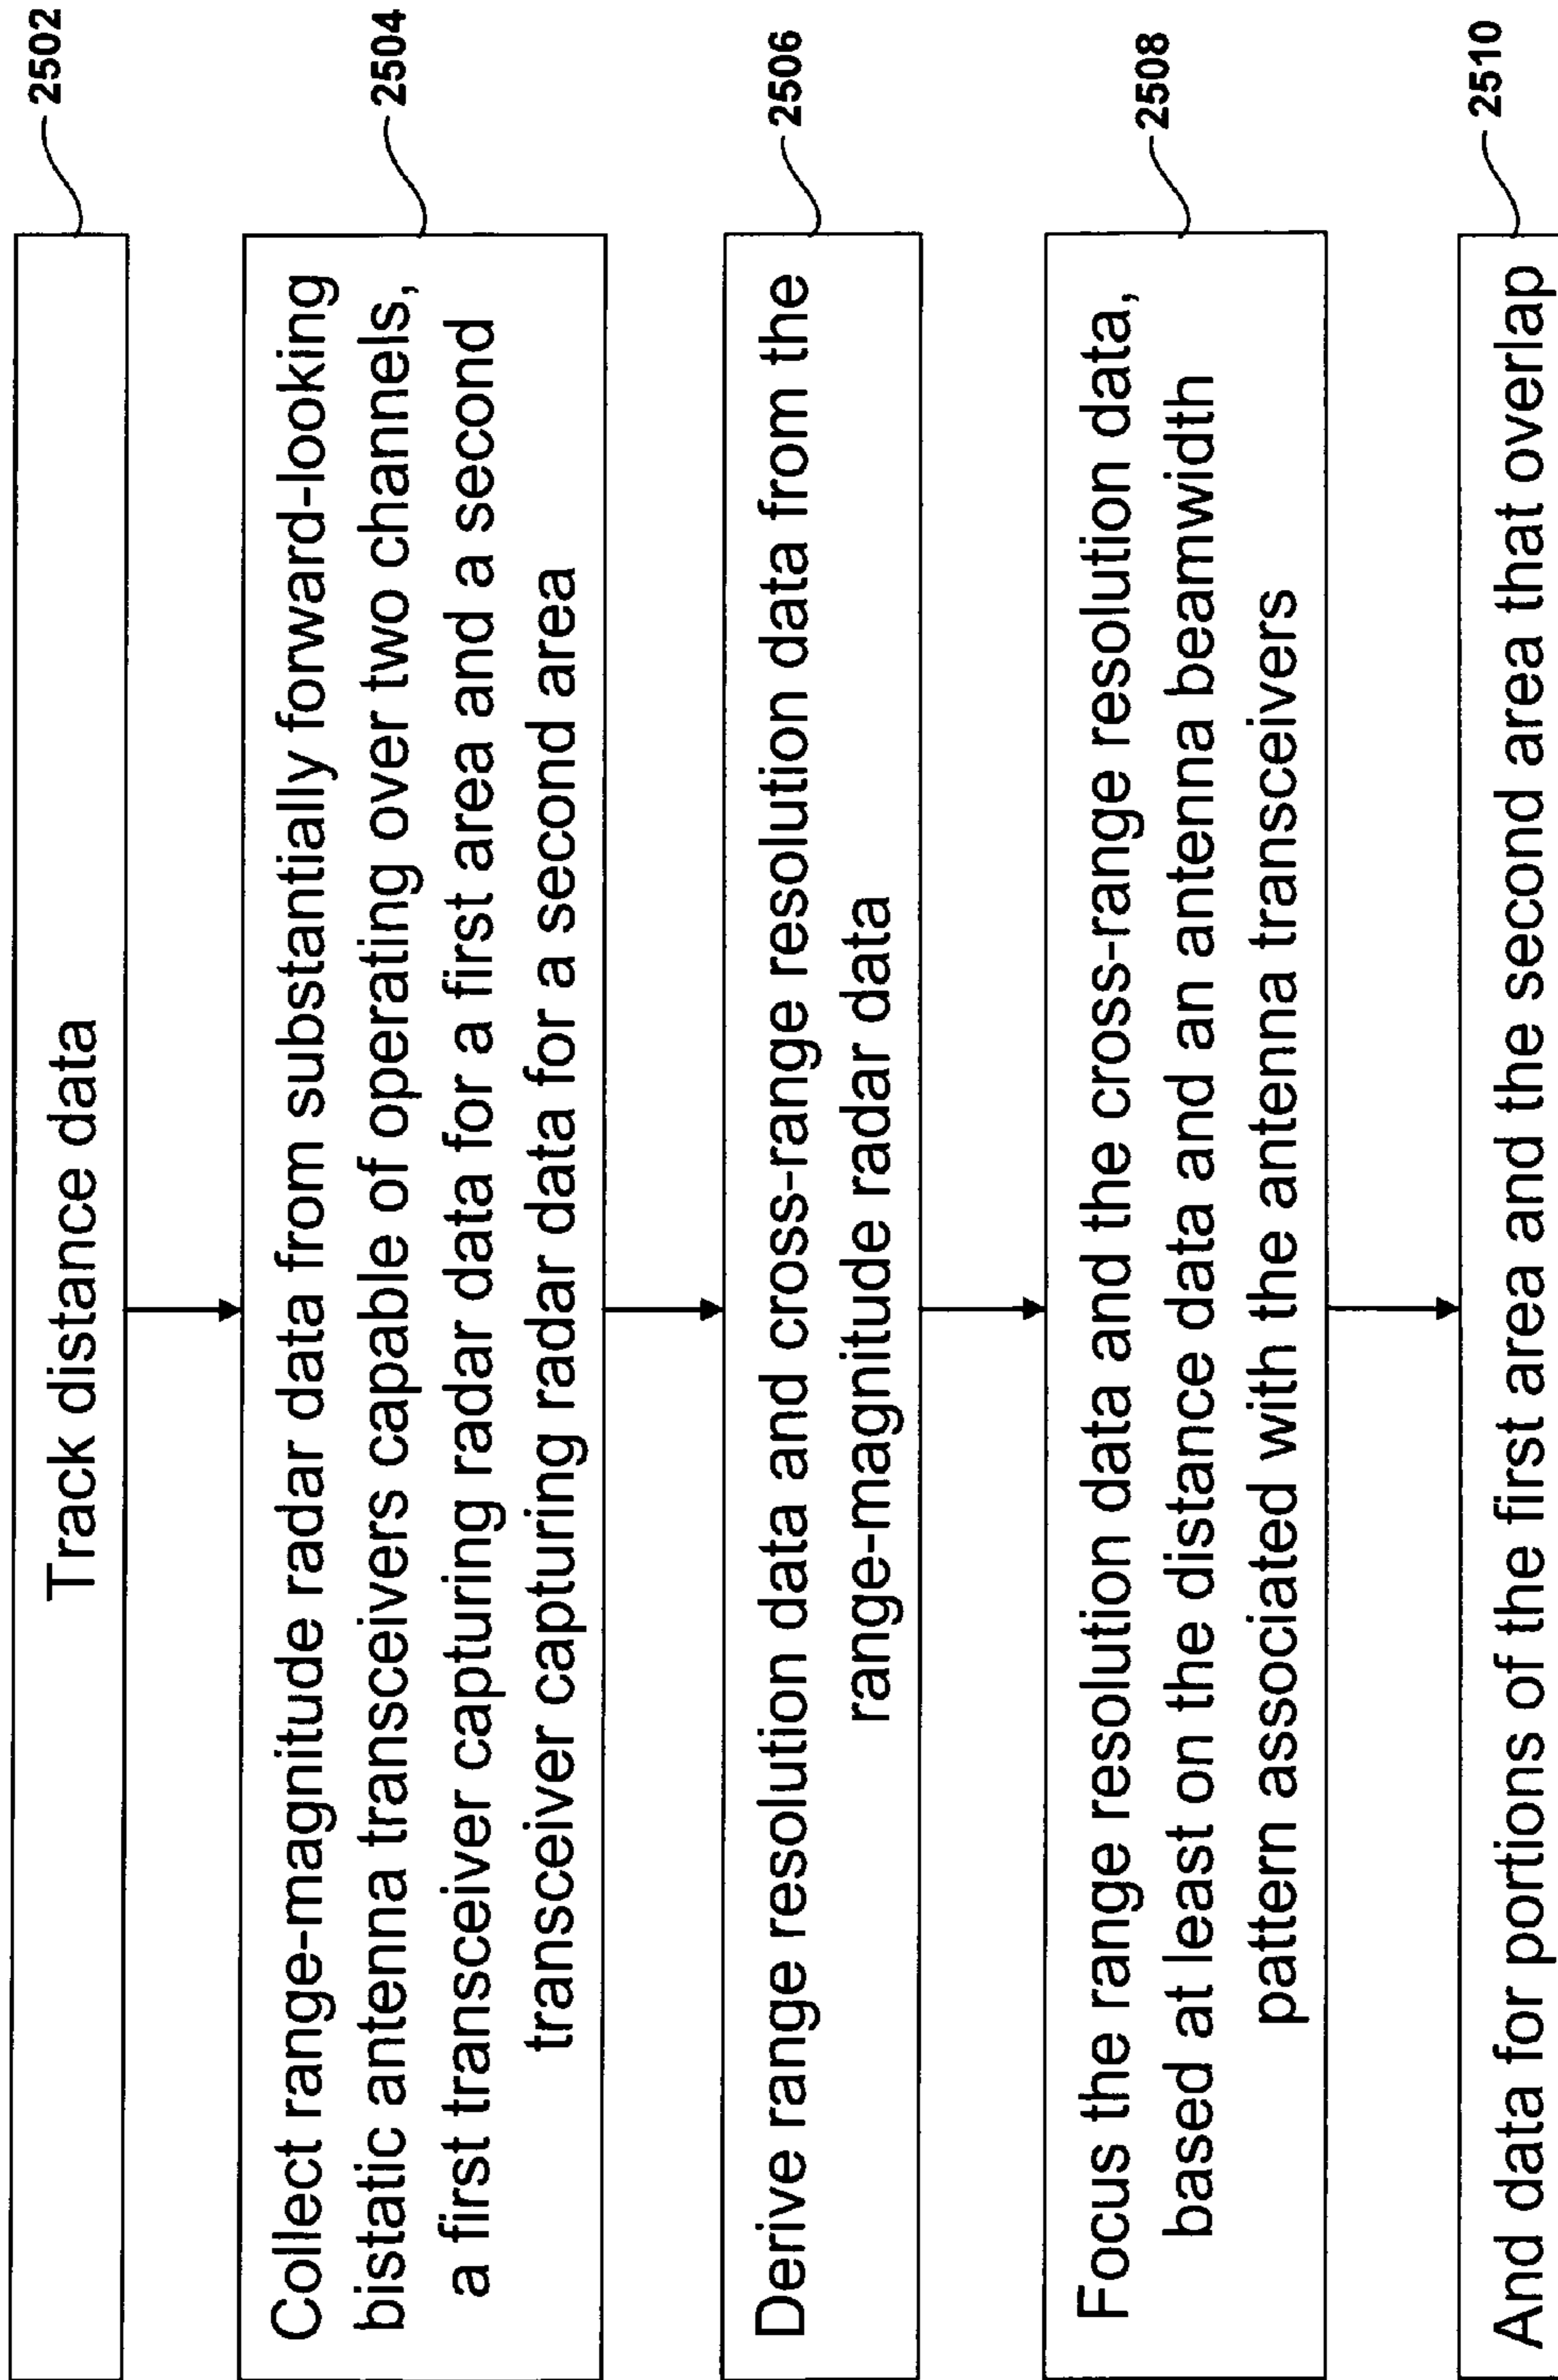 Track distance data
2502
Collect range-magnitude radar data from substantially forward-looking
bistatic antenna transceivers capable of operating over two channels,
a first transceiver capturing radar data for a first area and a second
transceiver capturing radar data for a second area
2504
Derive range resolution data and cross-range resolution data from the
range-magnitude radar data
2506
Focus the range resolution data and the cross-range resolution data,
based at least on the distance data and an antenna beamwidth
pattern associated with the antenna transceivers
2508
And data for portions of the first area and the second area that overlap
2510